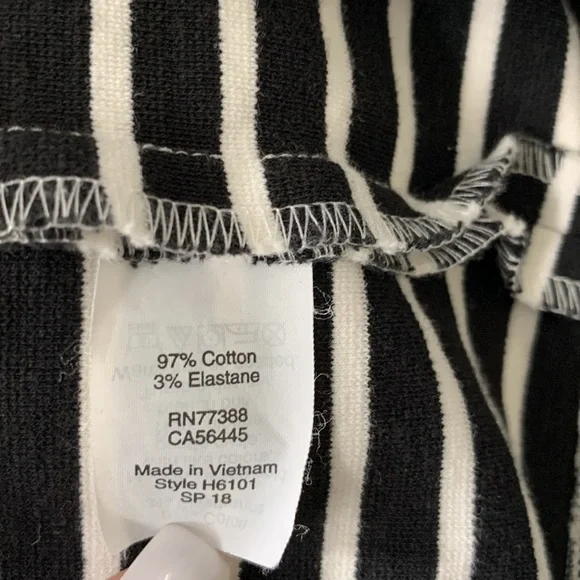 97% Cotton
3% Elastane
RN77388
CA56445
Made in Vietnam
Style H6101
SP 18